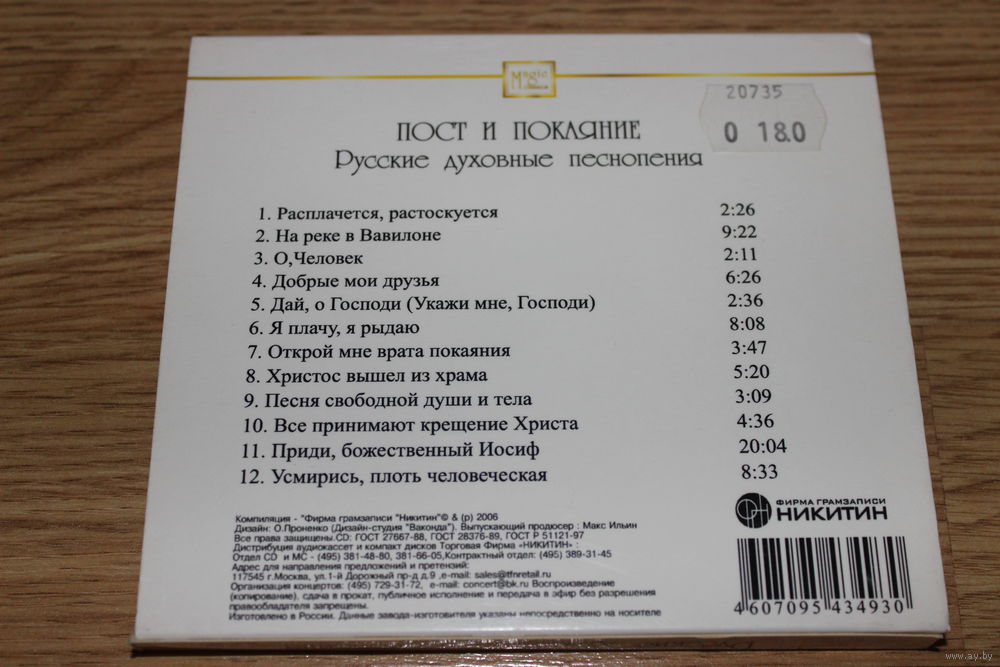 Magic
20735
0 180
ПОСТ И ПОКАЯНИЕ
Русские духовные песнопения
1. Расплачется, растоскуется 2:26
2. На реке в Вавилоне 9:22
3. О,Человек 2:11
4. Добрые мои друзья 6:26
5. Дай, о Господи (Укажи мне, Господи) 2:36
6. Я плачу, я рыдаю 8:08
7. Открой мне врата покаяния 3:47
8. Христос вышел из храма 5:20
9. Песня свободной души и тела 3:09
10. Все принимают крещение Христа 4:36
11. Приди, божественный Иосиф 20:04
12. Усмирись, плоть человеческая 8:33
Компиляция - "Фирма грамзаписи "Никитин"© & (p) 2006
Дизайн: О.Проненко (Дизайн-студия "Ваконда"). Выпускающий продюсер : Макс Ильин
Все права защищены.CD: ГОСТ 27667-88, ГОСТ 28376-89, ГОСТ Р 51121-97
Дистрибуция аудиокассет и компакт дисков Торговая Фирма «НИКИТИН» :
Отдел CD и МС - (495) 381-48-80, 381-66-05,Контрактный отдел: (495) 389-31-45
Адрес для направления предложений и претензий:
117545 г.Москва, ул.1-й Дорожный пр-д д.9 ,e-mail: sales@tfnretail.ru
Организация концертов: (495) 729-31-72, e-mail: concert@bk.ru Воспроизведение
(копирование), сдача в прокат, публичное исполнение и передача в эфир без разрешения
правообладателя запрещены.
Изготовлено в России. Данные завода-изготовителя указаны непосредственно на носителе
ФИРМА ГРАМЗАПИСИ
НИКИТИН
4 607095 434930
www.ay.by